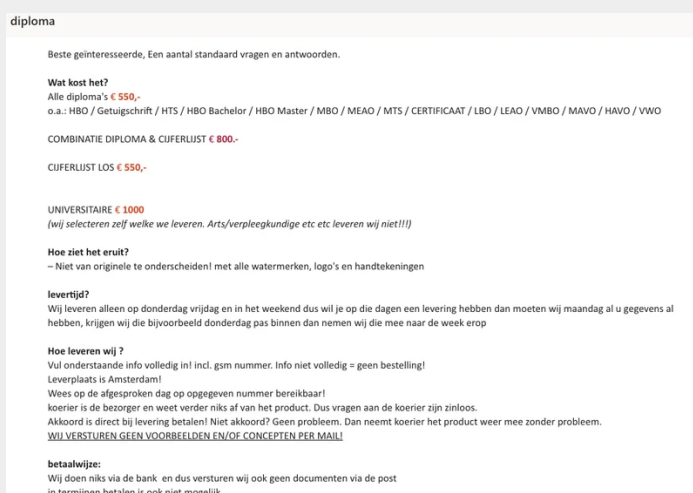 diploma
Beste geïnteresseerde, Een aantal standaard vragen en antwoorden.
Wat kost het?
Alle diploma's € 550,-
o.a.: HBO / Getuigschrift / HTS / HBO Bachelor / HBO Master / MBO / MEAO / MTS / CERTIFICAAT / LBO / LEAO / VMBO / MAVO / HAVO / VWO
COMBINATIE DIPLOMA & CIJFERLIJST € 800.-
CIJFERLIJST LOS € 550,-
UNIVERSITAIRE € 1000
(wij selecteren zelf welke we leveren. Arts/verpleegkundige etc etc leveren wij niet!!!)
Hoe ziet het eruit?
– Niet van originele te onderscheiden! met alle watermerken, logo's en handtekeningen
levertijd?
Wij leveren alleen op donderdag vrijdag en in het weekend dus wil je op die dagen een levering hebben dan moeten wij maandag al u gegevens al
hebben, krijgen wij die bijvoorbeeld donderdag pas binnen dan nemen wij die mee naar de week erop
Hoe leveren wij ?
Vul onderstaande info volledig in! incl. gsm nummer. Info niet volledig = geen bestelling!
Leverplaats is Amsterdam!
Wees op de afgesproken dag op opgegeven nummer bereikbaar!
koerier is de bezorger en weet verder niks af van het product. Dus vragen aan de koerier zijn zinloos.
Akkoord is direct bij levering betalen! Niet akkoord? Geen probleem. Dan neemt koerier het product weer mee zonder problem.
WIJ VERSTUREN GEEN VOORBEELDEN EN/OF CONCEPTEN PER MAIL!
betaalwijze:
Wij doen niks via de bank en dus versturen wij ook geen documenten via de post
in termijnen betalen is ook niet mogelijk